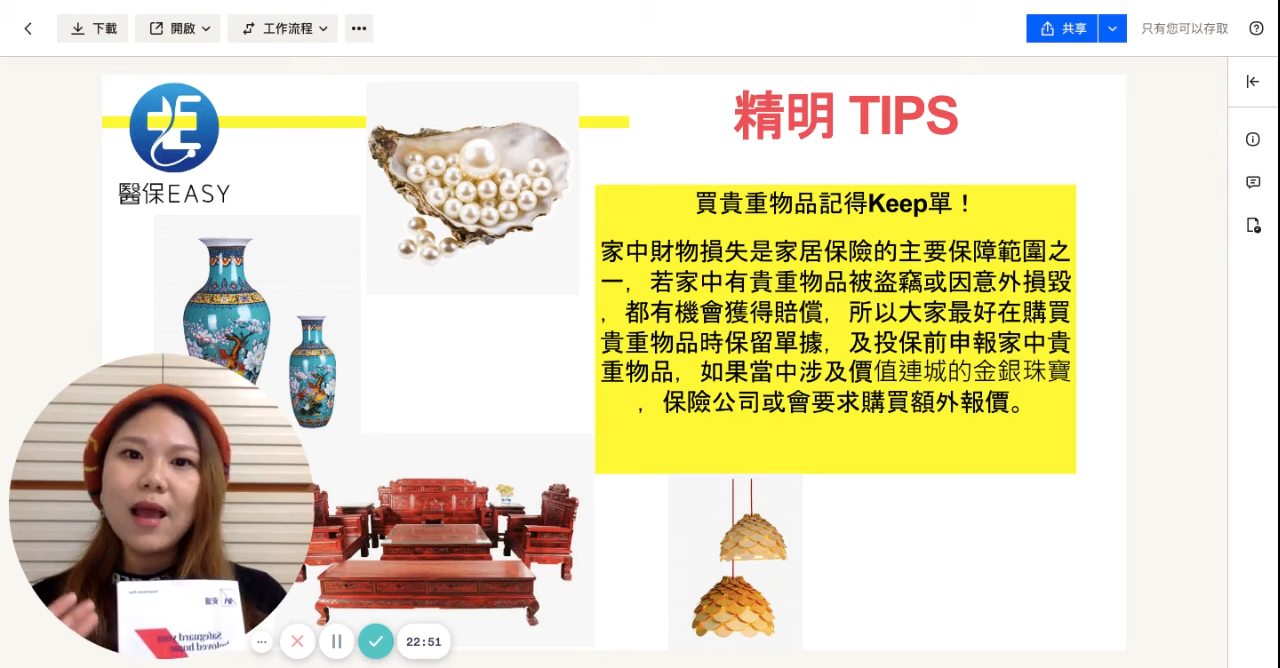 下載
開啟
工作流程
共享
只有您可以存取
醫保EASY
精明 TIPS
買貴重物品記得Keep單！
家中財物損失是家居保險的主要保障範圍之
一，若家中有貴重物品被盜竊或因意外損毀
，都有機會獲得賠償，所以大家最好在購買
貴重物品時保留單據，及投保前申報家中貴
重物品，如果當中涉及價值連城的金銀珠寶
，保險公司或會要求購買額外報價。
Safeguard your
beloved home
22:51